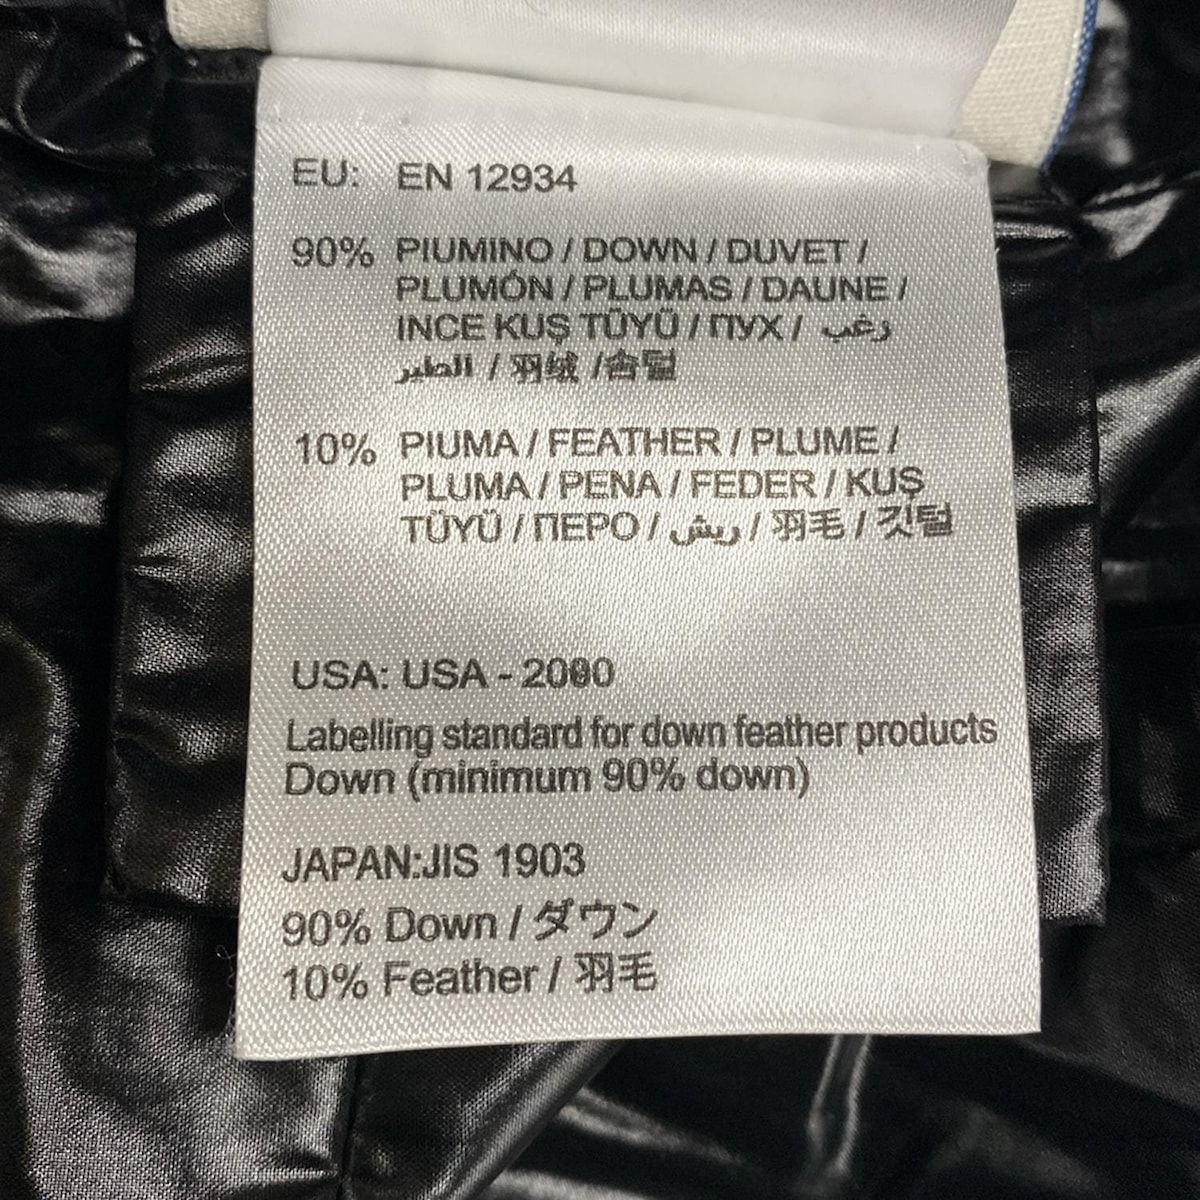 EU: EN 12934
90% PIUMINO / DOWN / DUVET /
PLUMÓN / PLUMAS / DAUNE /
INCE KUŞ TÜYÜ / ПУХ / زغب
الطير / 羽绒 /솜털
10% PIUMA / FEATHER / PLUME /
PLUMA / PENA / FEDER / KUŞ
TÜYÜ / ПЕРО / ريش / 羽毛 / 깃털
USA: USA - 2000
Labelling standard for down feather products
Down (minimum 90% down)
JAPAN:JIS 1903
90% Down / ダウン
10% Feather / 羽毛